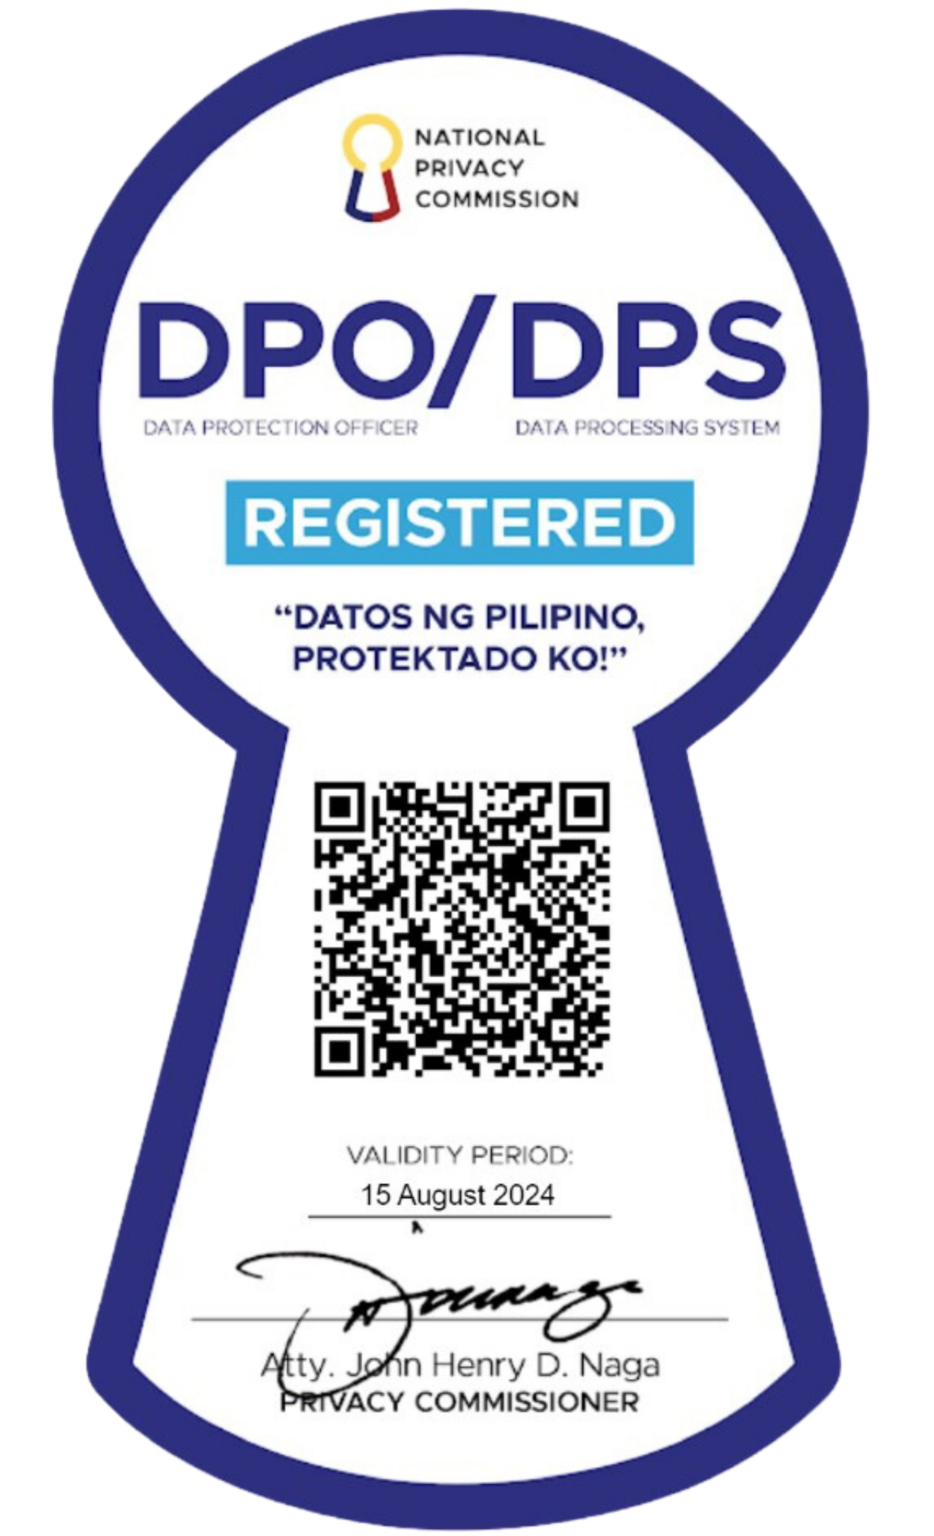 NATIONAL
PRIVACY
COMMISSION
DPO/DPS
DATA PROTECTION OFFICER DATA PROCESSING SYSTEM
REGISTERED
“DATOS NG PILIPINO,
PROTEKTADO KO!”
VALIDITY PERIOD:
15 August 2024
Atty. John Henry D. Naga
PRIVACY COMMISSIONER